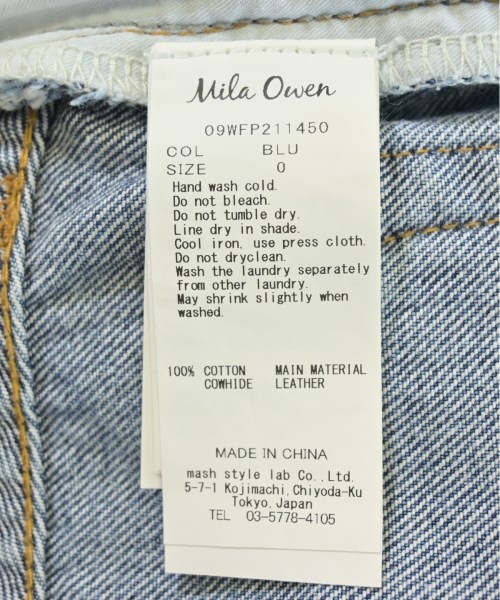 Mila Owen
09WFP211450
COL BLU
SIZE 0
Hand wash cold.
Do not bleach.
Do not tumble dry.
Line dry in shade.
Cool iron, use press cloth.
Do not dryclean.
Wash the laundry separately
from other laundry.
May shrink slightly when
washed.
100% COTTON MAIN MATERIAL
COWHIDE LEATHER
MADE IN CHINA
mash style lab Co.,Ltd.
5-7-1 Kojimachi,Chiyoda-Ku
Tokyo,Japan
TEL 03-5778-4105